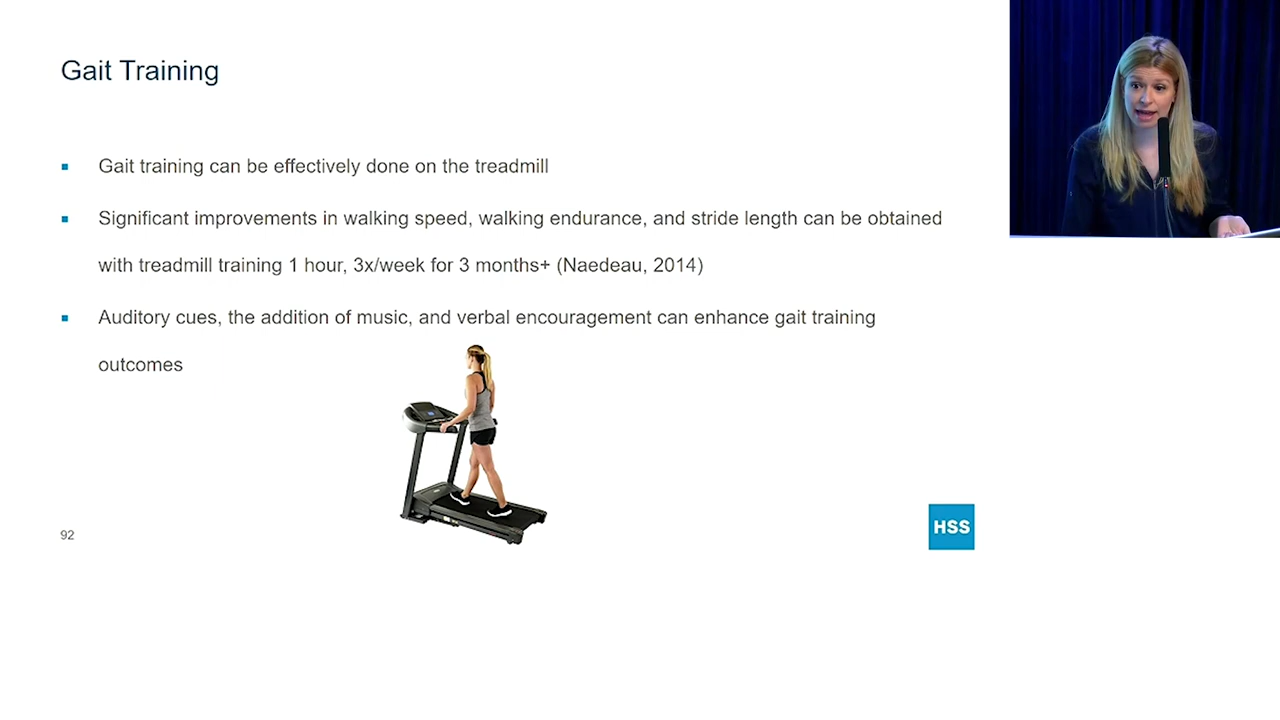 Gait Training
Gait training can be effectively done on the treadmill
Significant improvements in walking speed, walking endurance, and stride length can be obtained
with treadmill training 1 hour, 3x/week for 3 months+ (Naedeau, 2014)
Auditory cues, the addition of music, and verbal encouragement can enhance gait training
outcomes
92
HSS